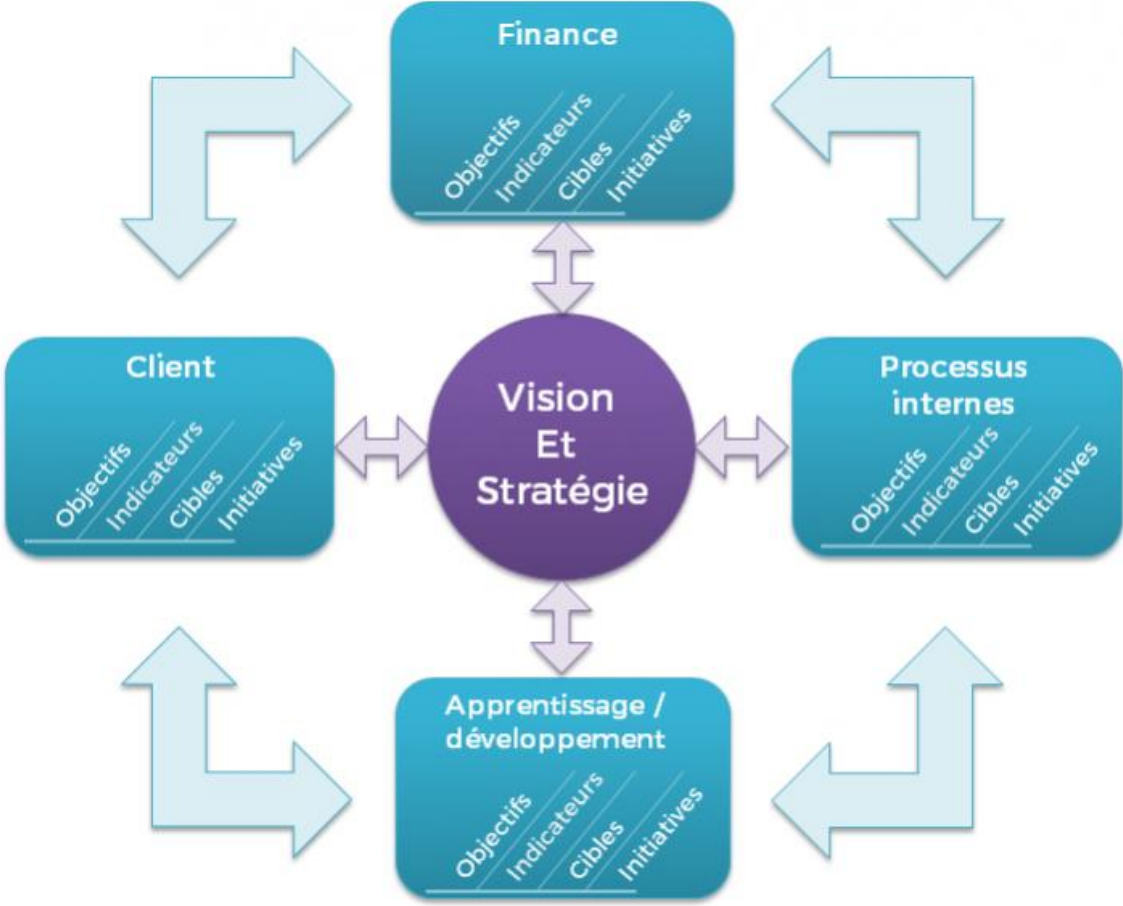 Finance
Objectifs
Indicateurs
Cibles
Initiatives
Client
Objectifs
Indicateurs
Cibles
Initiatives
Vision
Et
Stratégie
Processus
internes
Objectifs
Indicateurs
Cibles
Initiatives
Apprentissage /
développement
Objectifs
Indicateurs
Cibles
Initiatives